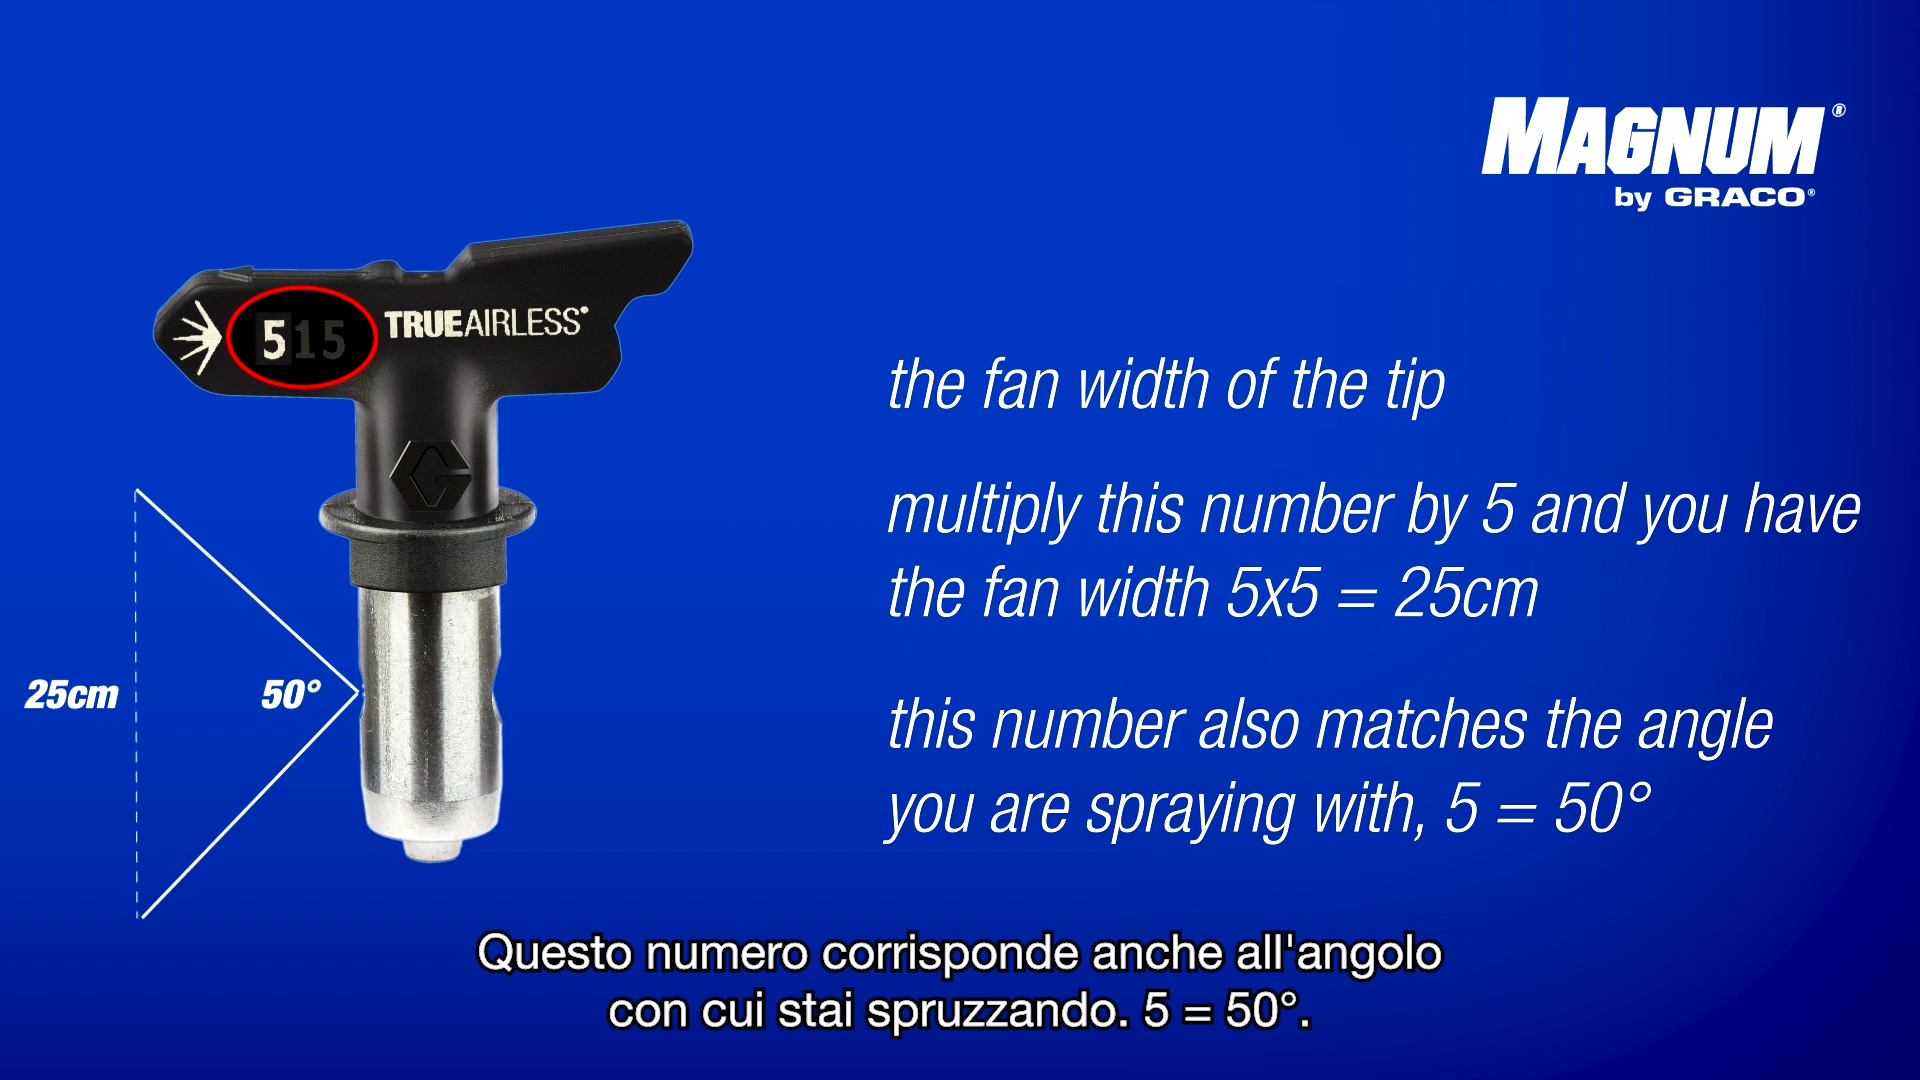 MAGNUM®
by GRACO®
515 TRUEAIRLESS®
the fan width of the tip
multiply this number by 5 and you have
the fan width 5x5 = 25cm
this number also matches the angle
you are spraying with, 5 = 50°
25cm
50°
Questo numero corrisponde anche all'angolo
con cui stai spruzzando. 5 = 50°.